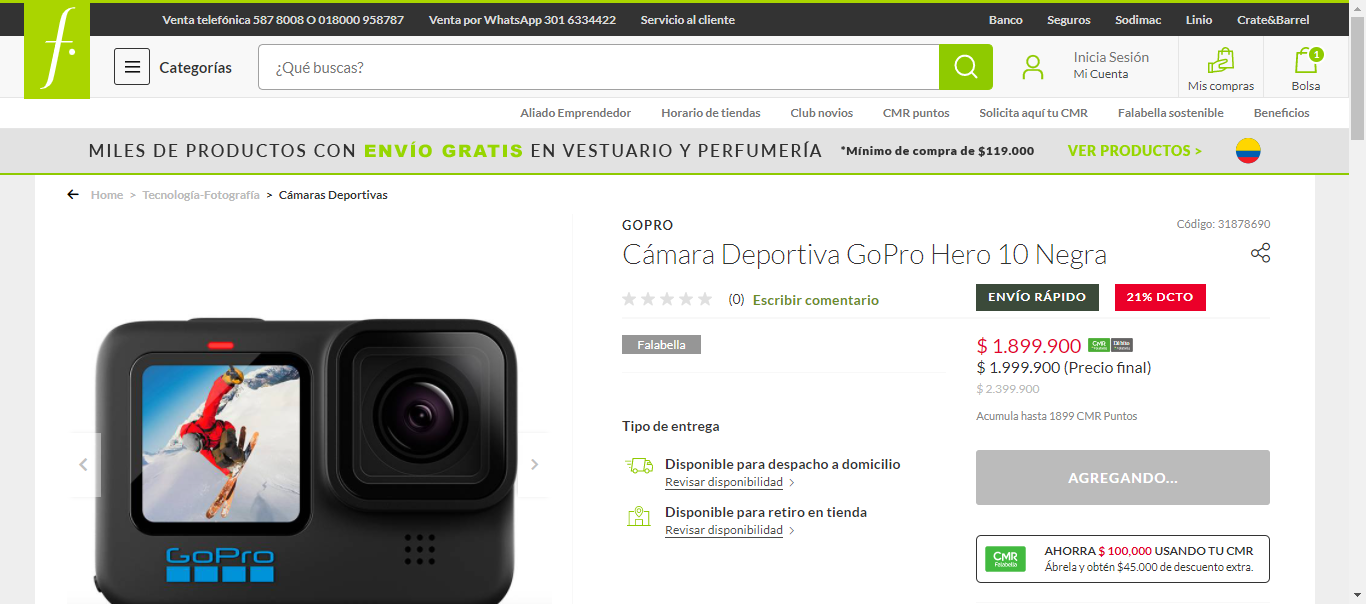 Venta telefónica 587 8008 O 018000 958787 Venta por WhatsApp 301 6334422 Servicio al cliente Banco Seguros Sodimac Linio Crate&Barrel
f.
Categorías ¿Qué buscas? Inicia Sesión
Mi Cuenta
Mis compras
1
Bolsa
Aliado Emprendedor Horario de tiendas Club novios CMR puntos Solicita aquí tu CMR Falabella sostenible Beneficios
MILES DE PRODUCTOS CON ENVÍO GRATIS EN VESTUARIO Y PERFUMERÍA *Mínimo de compra de $119.000 VER PRODUCTOS >
Home > Tecnología-Fotografía > Cámaras Deportivas
GOPRO
Código: 31878690
Cámara Deportiva GoPro Hero 10 Negra
(0) Escribir comentario
ENVÍO RÁPIDO 21% DCTO
Falabella
$ 1.899.900 CMR
$ 1.999.900 (Precio final)
$ 2.399.900
Acumula hasta 1899 CMR Puntos
Tipo de entrega
Disponible para despacho a domicilio
Revisar disponibilidad >
Disponible para retiro en tienda
Revisar disponibilidad >
AGREGANDO...
CMR
Falabella
AHORRA $ 100,000 USANDO TU CMR
Ábrela y obtén $45.000 de descuento extra.
GoPro